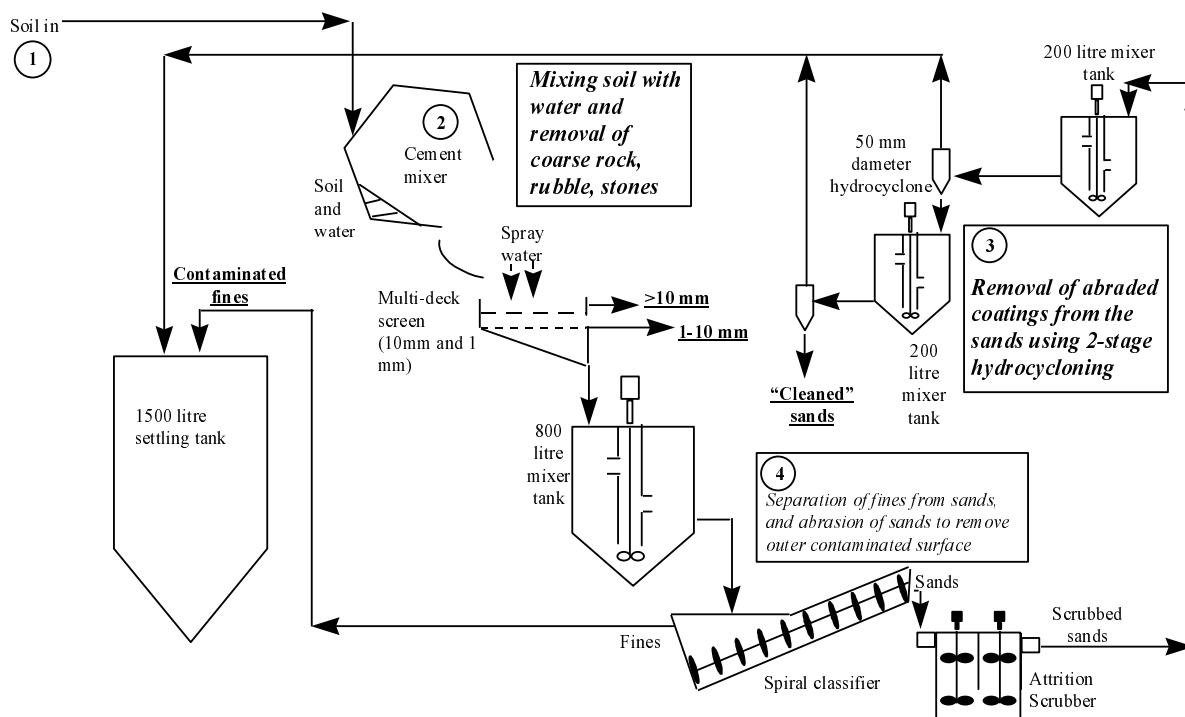 Soil in
1
2
Cement
mixer
Soil
and
water
Mixing soil with
water and
removal of
coarse rock,
rubble, stones
200 litre mixer
tank
50 mm
dameter
hydrocyclone
3
Removal of abraded
coatings from the
sands using 2-stage
hydrocycloning
200
litre
mixer
tank
“Cleaned”
sands
Spray
water
Multi-deck
screen
(10mm and 1
mm)
>10 mm
1-10 mm
Contaminated
fines
1500 litre
settling tank
800
litre
mixer
tank
4
Separation of fines from sands,
and abrasion of sands to remove
outer contaminated surface
Fines
Sands
Spiral classifier
Scrubbed
sands
Attrition
Scrubber